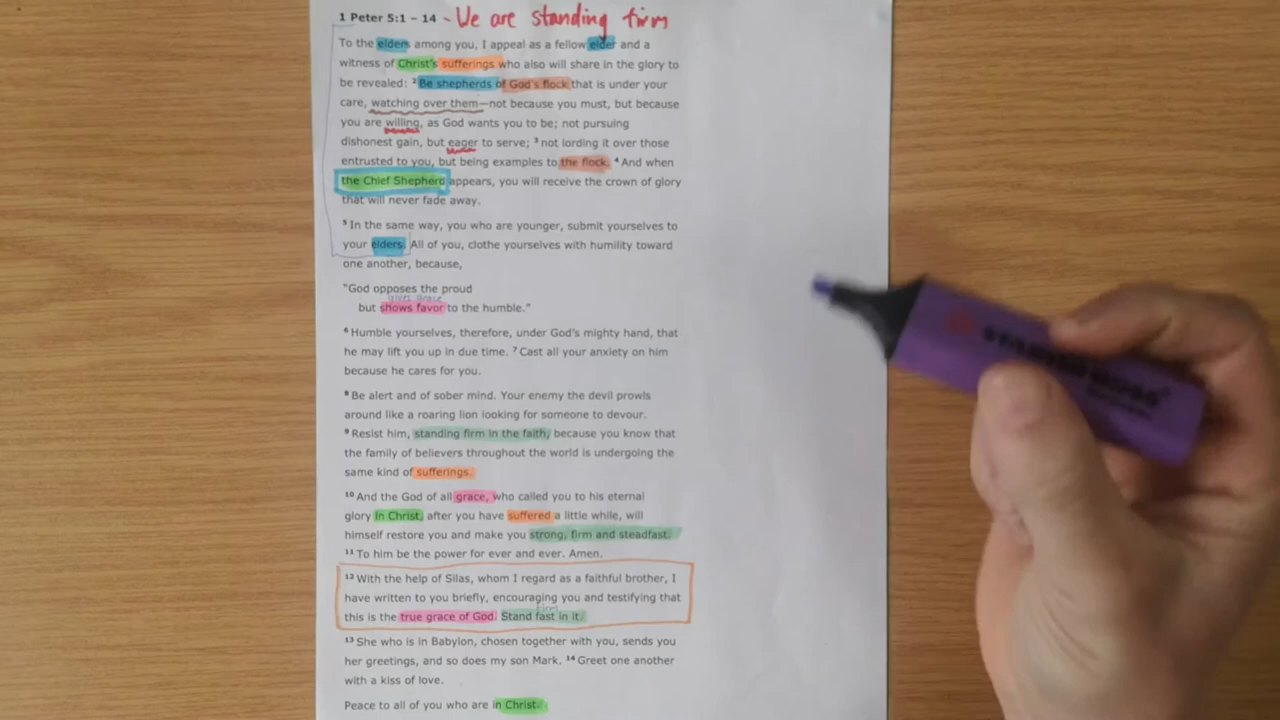 1 Peter 5:1 – 14 - We are standing firm
To the elders among you, I appeal as a fellow elder and a
witness of Christ's sufferings who also will share in the glory to
be revealed: ² Be shepherds of God's flock that is under your
care, watching over them—not because you must, but because
you are willing, as God wants you to be; not pursuing
dishonest gain, but eager to serve; ³ not lording it over those
entrusted to you, but being examples to the flock. ⁴ And when
the Chief Shepherd appears, you will receive the crown of glory
that will never fade away.
⁵ In the same way, you who are younger, submit yourselves to
your elders. All of you, clothe yourselves with humility toward
one another, because,
"God opposes the proud
gives grace
but shows favor to the humble."
⁶ Humble yourselves, therefore, under God's mighty hand, that
he may lift you up in due time. ⁷ Cast all your anxiety on him
because he cares for you.
⁸ Be alert and of sober mind. Your enemy the devil prowls
around like a roaring lion looking for someone to devour.
⁹ Resist him, standing firm in the faith, because you know that
the family of believers throughout the world is undergoing the
same kind of sufferings.
¹⁰ And the God of all grace, who called you to his eternal
glory in Christ, after you have suffered a little while, will
himself restore you and make you strong, firm and steadfast.
¹¹ To him be the power for ever and ever. Amen.
¹² With the help of Silas, whom I regard as a faithful brother, I
have written to you briefly, encouraging you and testifying that
firm
this is the true grace of God. Stand fast in it.
¹³ She who is in Babylon, chosen together with you, sends you
her greetings, and so does my son Mark. ¹⁴ Greet one another
with a kiss of love.
Peace to all of you who are in Christ.